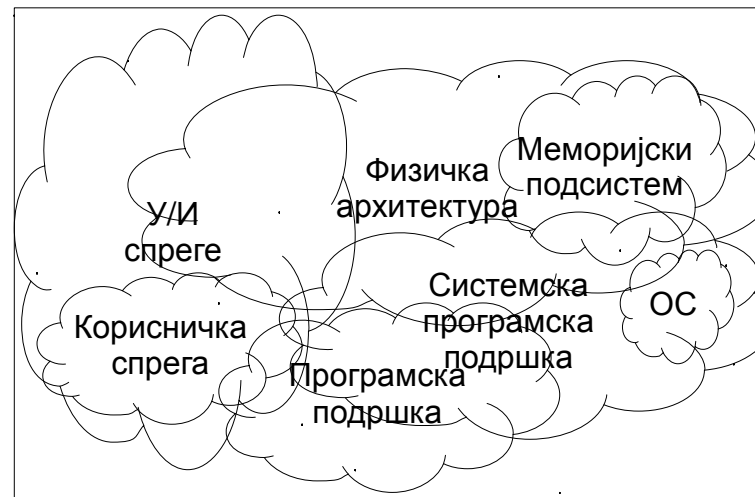 Физичка
архитектура
Меморијски
подсистем
У/И
спреге
Системска
програмска
подршка
ОС
Корисничка
спрега
Програмска
подршка